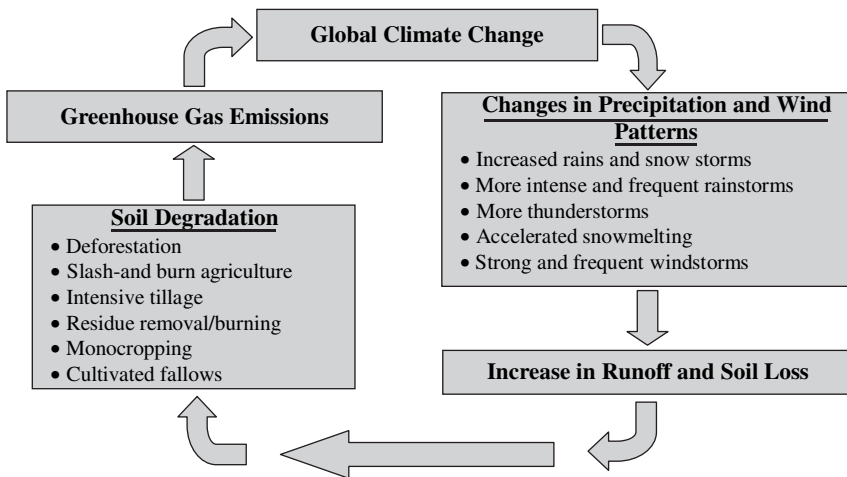 Global Climate Change
Greenhouse Gas Emissions
Changes in Precipitation and Wind
Patterns
• Increased rains and snow storms
• More intense and frequent rainstorms
• More thunderstorms
• Accelerated snowmelting
• Strong and frequent windstorms
Soil Degradation
• Deforestation
• Slash-and burn agriculture
• Intensive tillage
• Residue removal/burning
• Monocropping
• Cultivated fallows
Increase in Runoff and Soil Loss